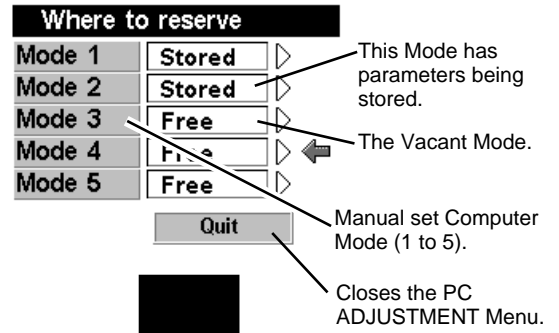 Where to reserve
Mode 1 Stored
Mode 2 Stored
Mode 3 Free
Mode 4 Free
Mode 5 Free
Quit
This Mode has
parameters being
stored.
The Vacant Mode.
Manual set Computer
Mode (1 to 5).
Closes the PC
ADJUSTMENT Menu.